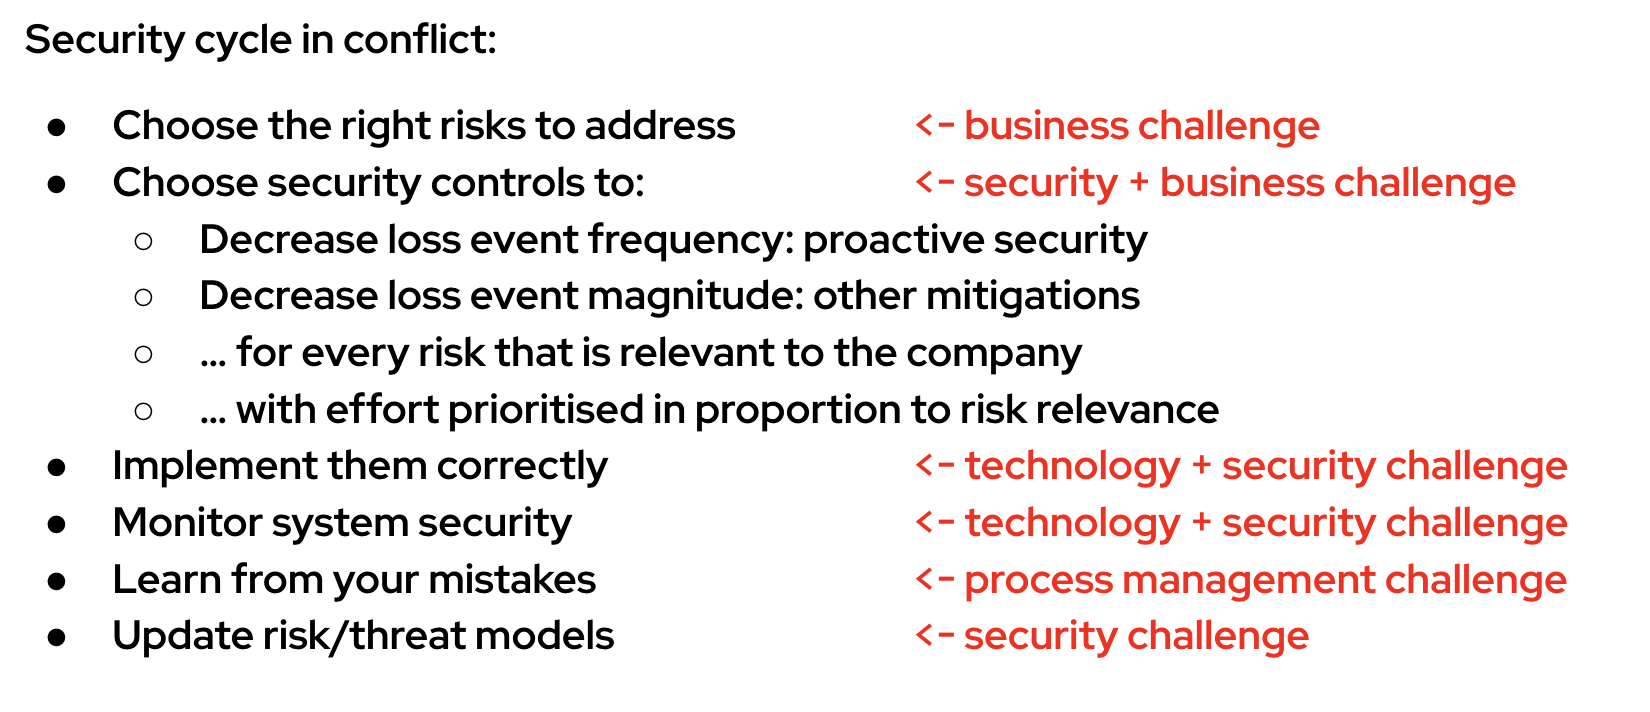 Security cycle in conflict:
● Choose the right risks to address <- business challenge
● Choose security controls to: <- security + business challenge
○ Decrease loss event frequency: proactive security
○ Decrease loss event magnitude: other mitigations
○ ... for every risk that is relevant to the company
○ ... with effort prioritised in proportion to risk relevance
● Implement them correctly <- technology + security challenge
● Monitor system security <- technology + security challenge
● Learn from your mistakes <- process management challenge
● Update risk/threat models <- security challenge